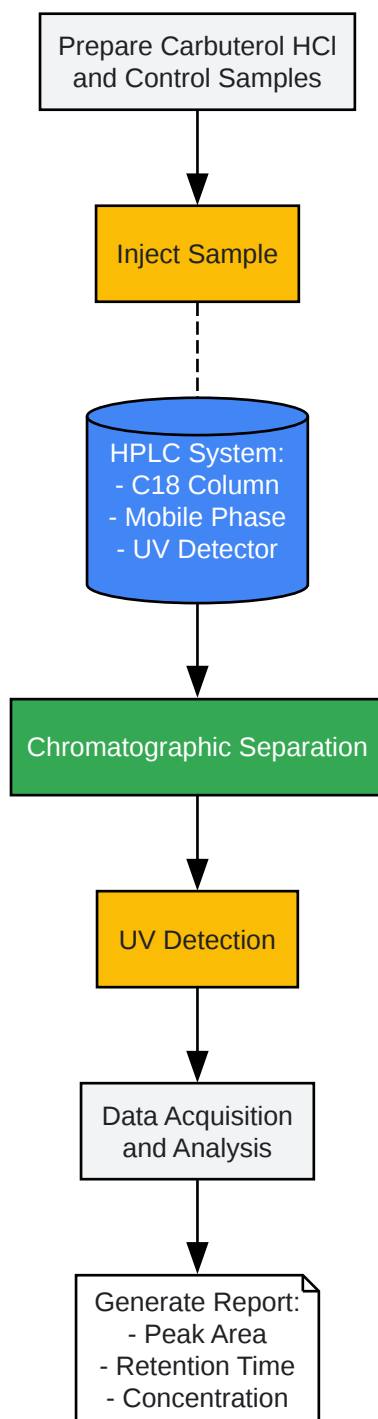 Prepare Carbuterol HCl
and Control Samples
Inject Sample
HPLC System:
- C18 Column
- Mobile Phase
- UV Detector
Chromatographic Separation
UV Detection
Data Acquisition
and Analysis
Generate Report:
- Peak Area
- Retention Time
- Concentration